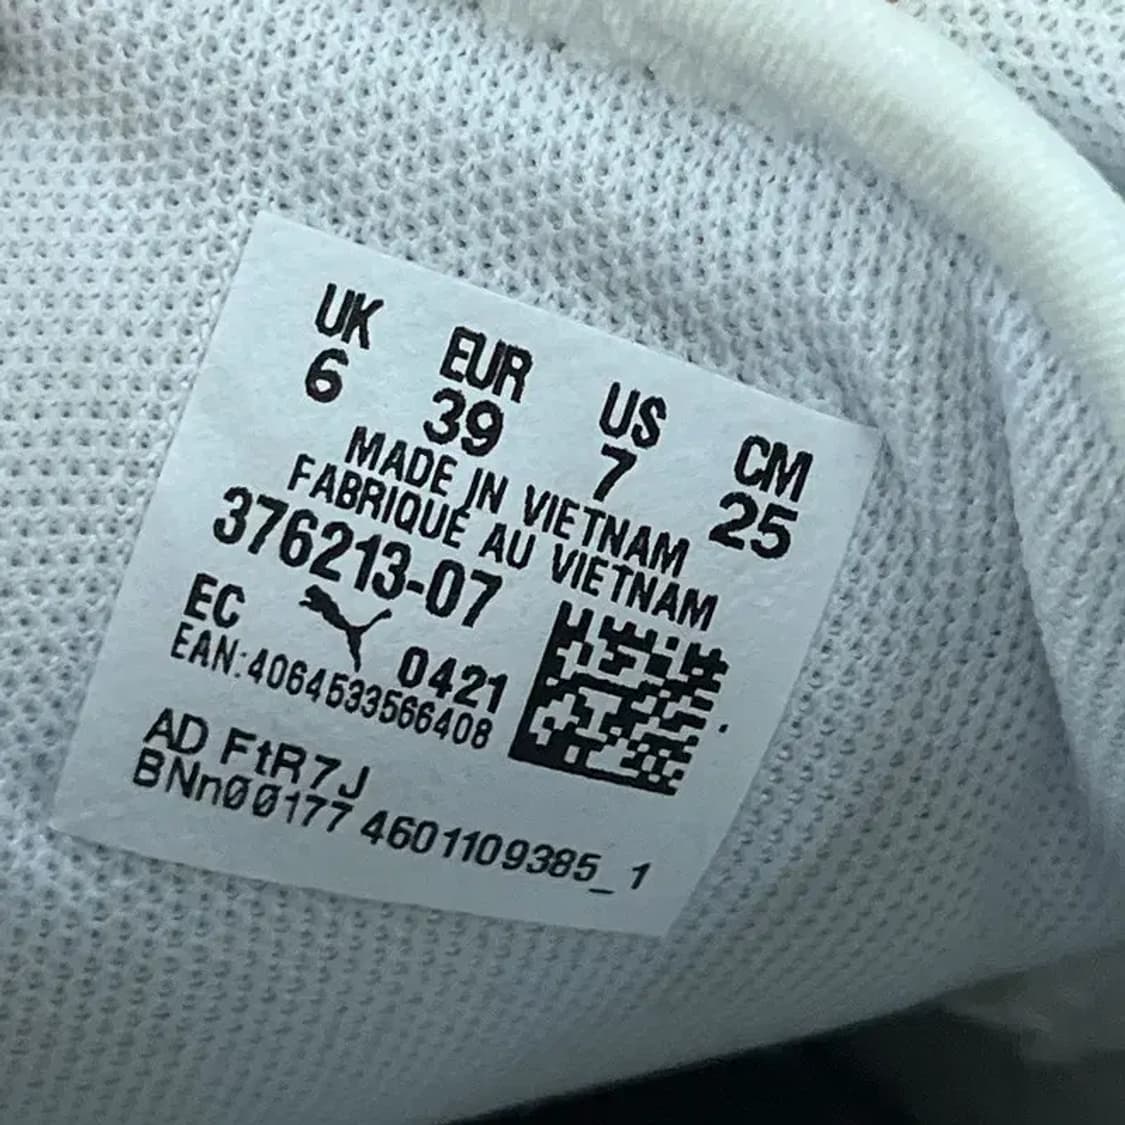 UK EUR US CM
6 39 7 25
MADE IN VIETNAM
FABRIQUÉ AU VIETNAM
376213-07
EC 0421
EAN:4064533566408
AD FtR7J
BNn00177 4601109385_1